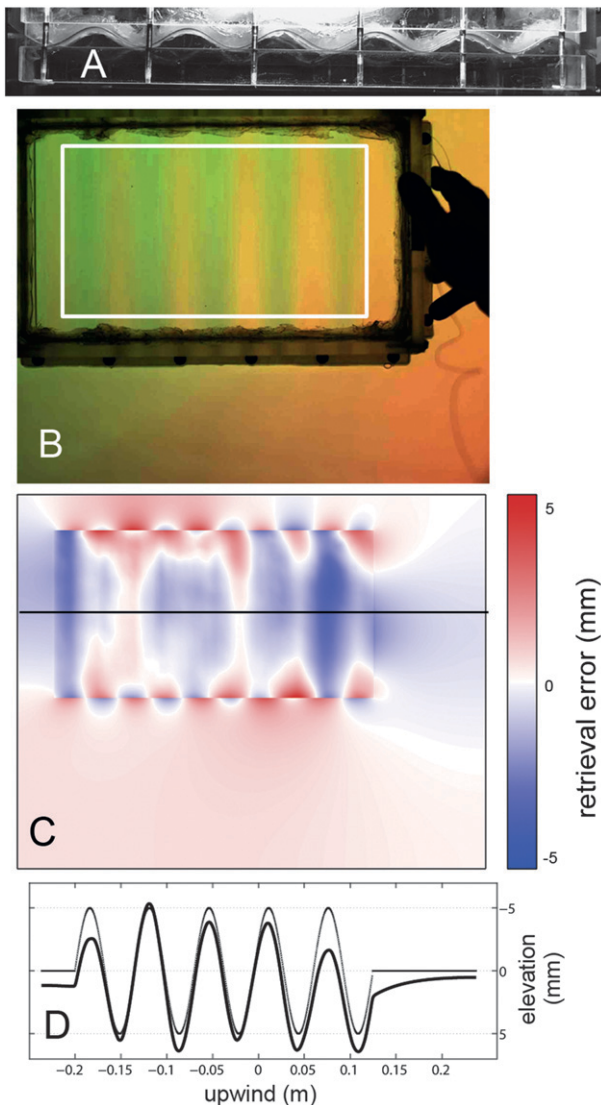 A
B
5
0
-5
retrieval error (mm)
C
-5
0
5
elevation
(mm)
D
−0.2 −0.15 −0.1 −0.05 0 0.05 0.1 0.15 0.2
upwind (m)